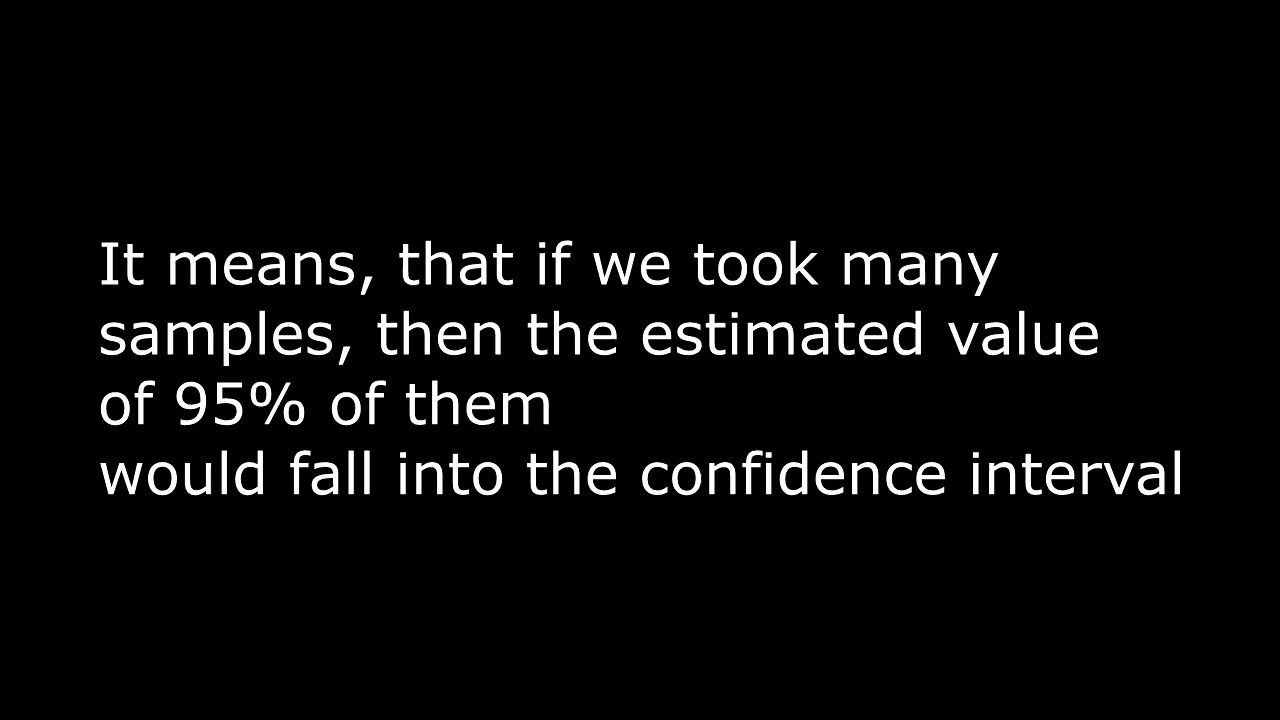 It means, that if we took many
samples, then the estimated value
of 95% of them
would fall into the confidence interval